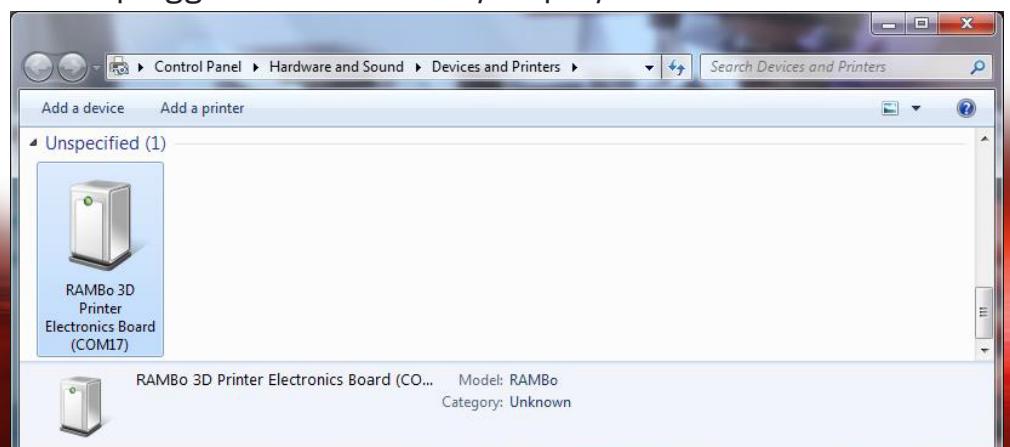 Control Panel ▸ Hardware and Sound ▸ Devices and Printers ▸
Search Devices and Printers
Add a device Add a printer
Unspecified (1)
RAMBo 3D
Printer
Electronics Board
(COM17)
RAMBo 3D Printer Electronics Board (CO... Model: RAMBo
Category: Unknown